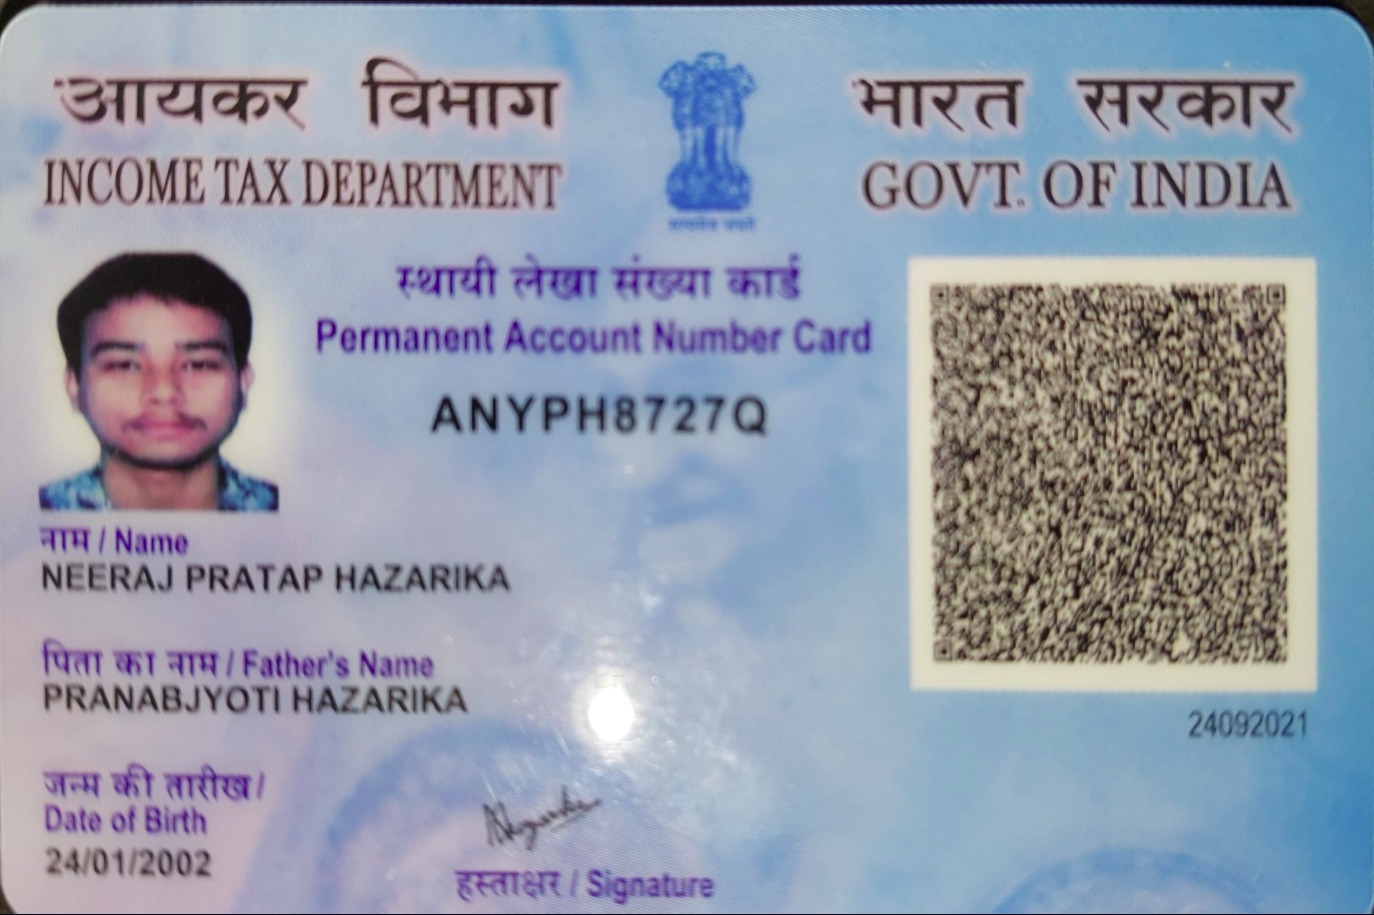 आयकर विभाग
INCOME TAX DEPARTMENT
भारत सरकार
GOVT. OF INDIA
सत्यमेव जयते
स्थायी लेखा संख्या कार्ड
Permanent Account Number Card
ANYPH8727Q
नाम / Name
NEERAJ PRATAP HAZARIKA
पिता का नाम / Father's Name
PRANABJYOTI HAZARIKA
जन्म की तारीख /
Date of Birth
24/01/2002
हस्ताक्षर / Signature
24092021